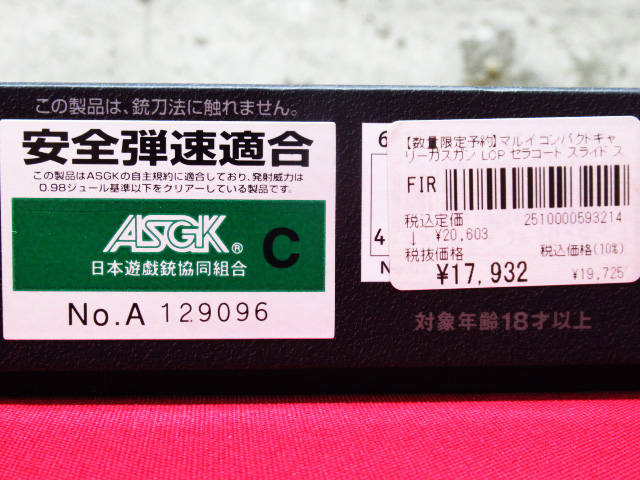 この製品は、銃刀法に触れません。
安全弾速適合
この製品はASGKの自主規約に適合しており、発射威力は
0.98ジュール基準以下をクリアーしている製品です。
ASGK® C
日本遊戯銃協同組合
No.A 129096
6
4
N
【数量限定予約】マルイ コンパクトキャ
リーガスガン LCP セラコート スライド ス
FIR
税込定価 2510000593214
↓ ¥20,603
税抜価格 税込価格(10%)
¥17,932 ¥19,725
対象年齢18才以上